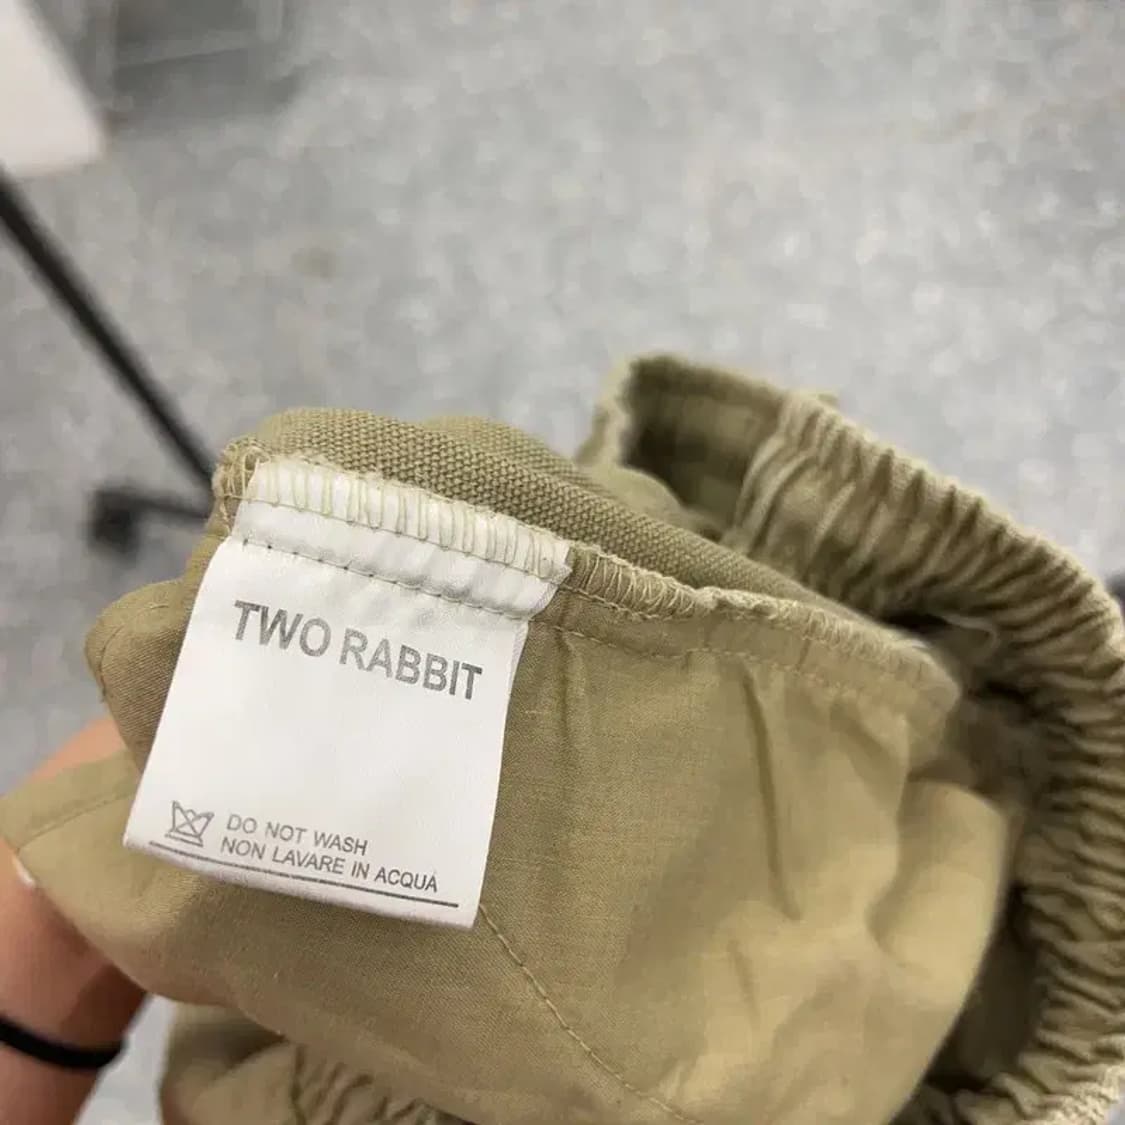 TWO RABBIT
DO NOT WASH
NON LAVARE IN ACQUA